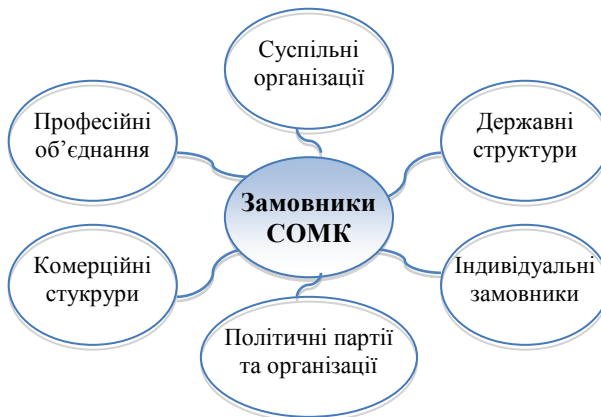 Суспільні
організації
Професійні
об’єднання
Державні
структури
Замовники
СОМК
Комерційні
стукрури
Індивідуальні
замовники
Політичні партії
та організації